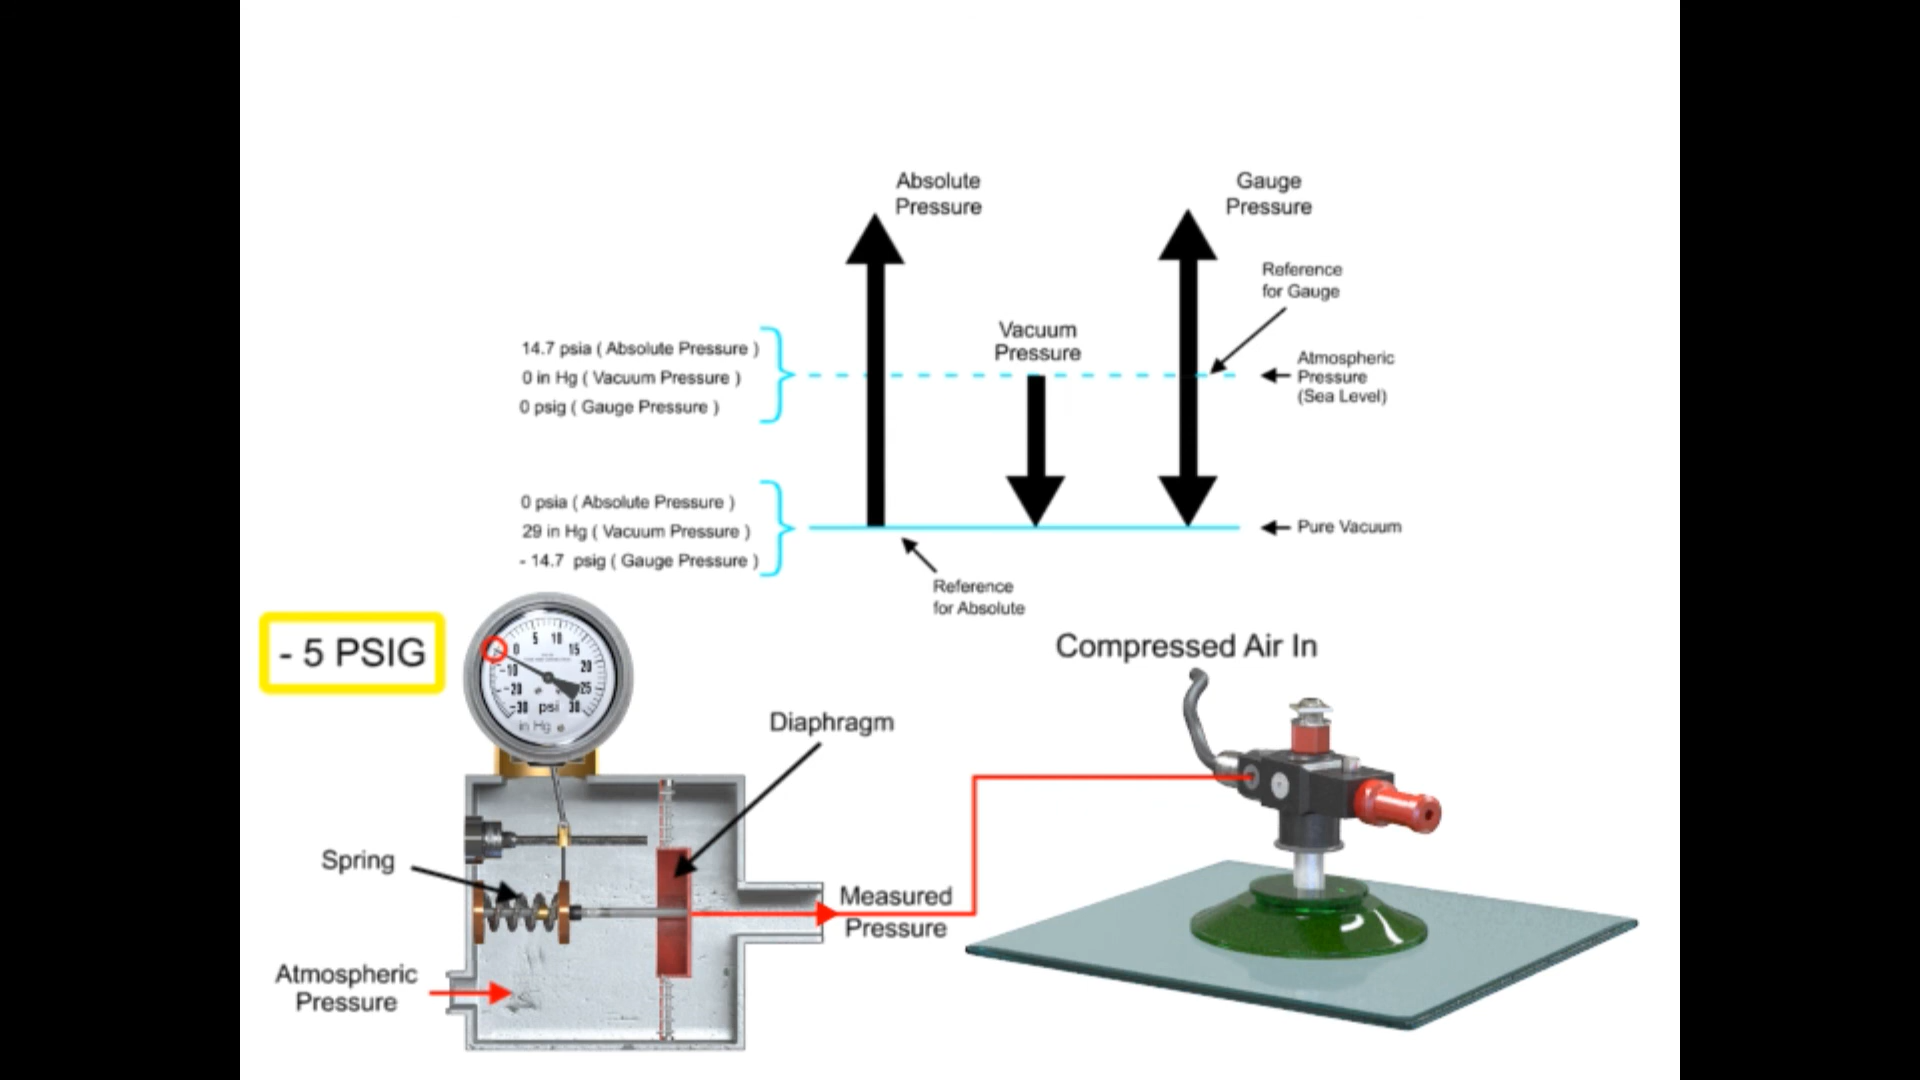 Absolute
Pressure
Gauge
Pressure
Reference
for Gauge
Vacuum
Pressure
14.7 psia ( Absolute Pressure )
0 in Hg ( Vacuum Pressure )
0 psig ( Gauge Pressure )
Atmospheric
Pressure
(Sea Level)
0 psia ( Absolute Pressure )
29 in Hg ( Vacuum Pressure )
- 14.7 psig ( Gauge Pressure )
Pure Vacuum
Reference
for Absolute
- 5 PSIG
0 5 10 15 20 25 30
-10
-20
-30
psi
in Hg
Compressed Air In
Diaphragm
Spring
Measured
Pressure
Atmospheric
Pressure